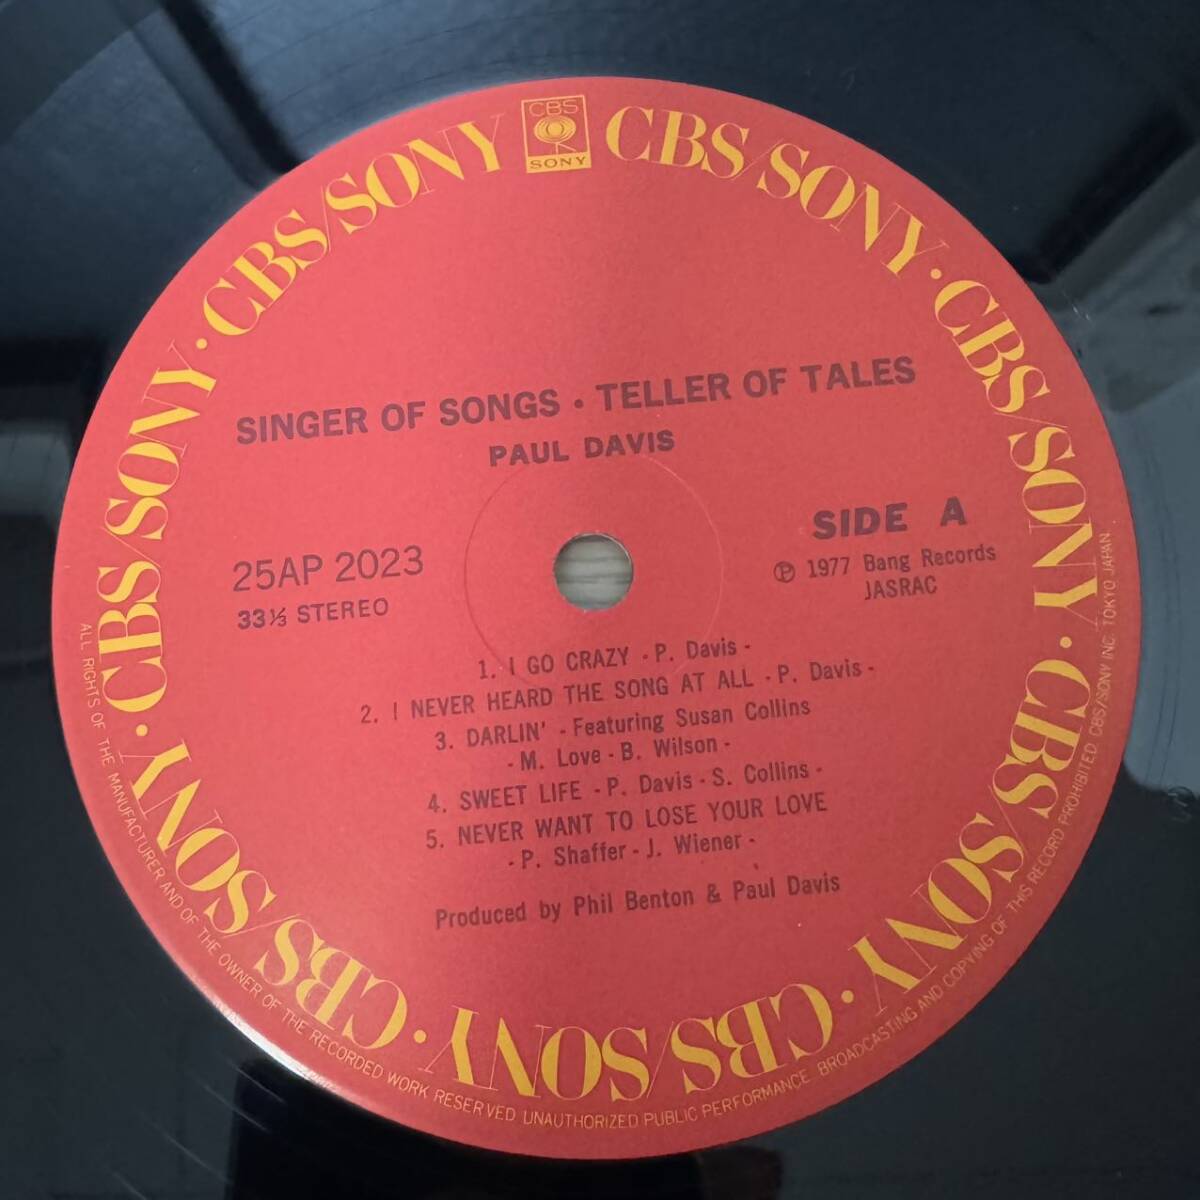 CBS
SONY
CBS/SONY · CBS/SONY · CBS/SONY · CBS/SONY · CBS/SONY · CBS/SONY · CBS/SONY · CBS/SONY
SINGER OF SONGS · TELLER OF TALES
PAUL DAVIS
SIDE A
℗ 1977 Bang Records
JASRAC
25AP 2023
33⅓ STEREO
1. I GO CRAZY - P. Davis -
2. I NEVER HEARD THE SONG AT ALL - P. Davis -
3. DARLIN' - Featuring Susan Collins
- M. Love - B. Wilson -
4. SWEET LIFE - P. Davis - S. Collins -
5. NEVER WANT TO LOSE YOUR LOVE
- P. Shaffer - J. Wiener -
Produced by Phil Benton & Paul Davis
ALL RIGHTS OF THE MANUFACTURER AND OF THE OWNER OF THE RECORDED WORK RESERVED UNAUTHORIZED PUBLIC PERFORMANCE BROADCASTING AND COPYING OF THIS RECORD PROHIBITED CBS/SONY INC. TOKYO JAPAN